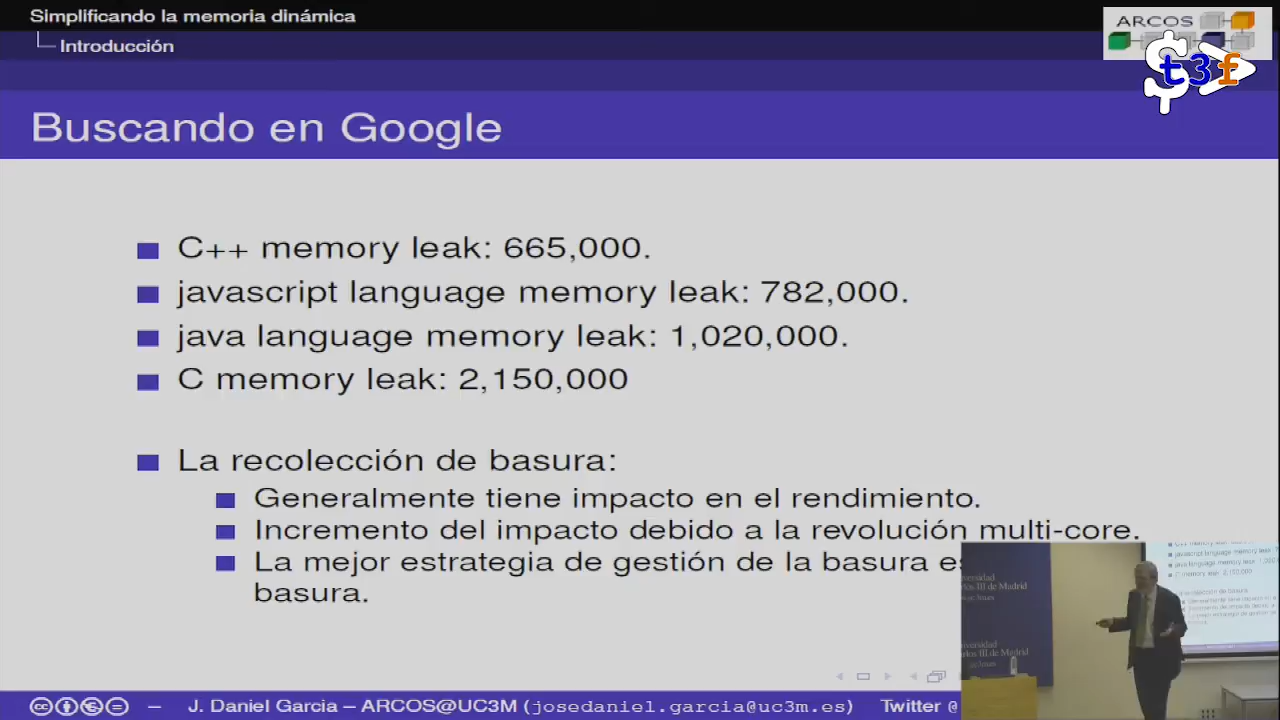 Simplificando la memoria dinámica
Introducción
ARCOS
t3f
Buscando en Google
C++ memory leak: 665,000.
javascript language memory leak: 782,000.
java language memory leak: 1,020,000.
C memory leak: 2,150,000
La recolección de basura:
Generalmente tiene impacto en el rendimiento.
Incremento del impacto debido a la revolución multi-core.
La mejor estrategia de gestión de la basura es
basura.
J. Daniel Garcia – ARCOS@UC3M (josedaniel.garcia@uc3m.es) Twitter @